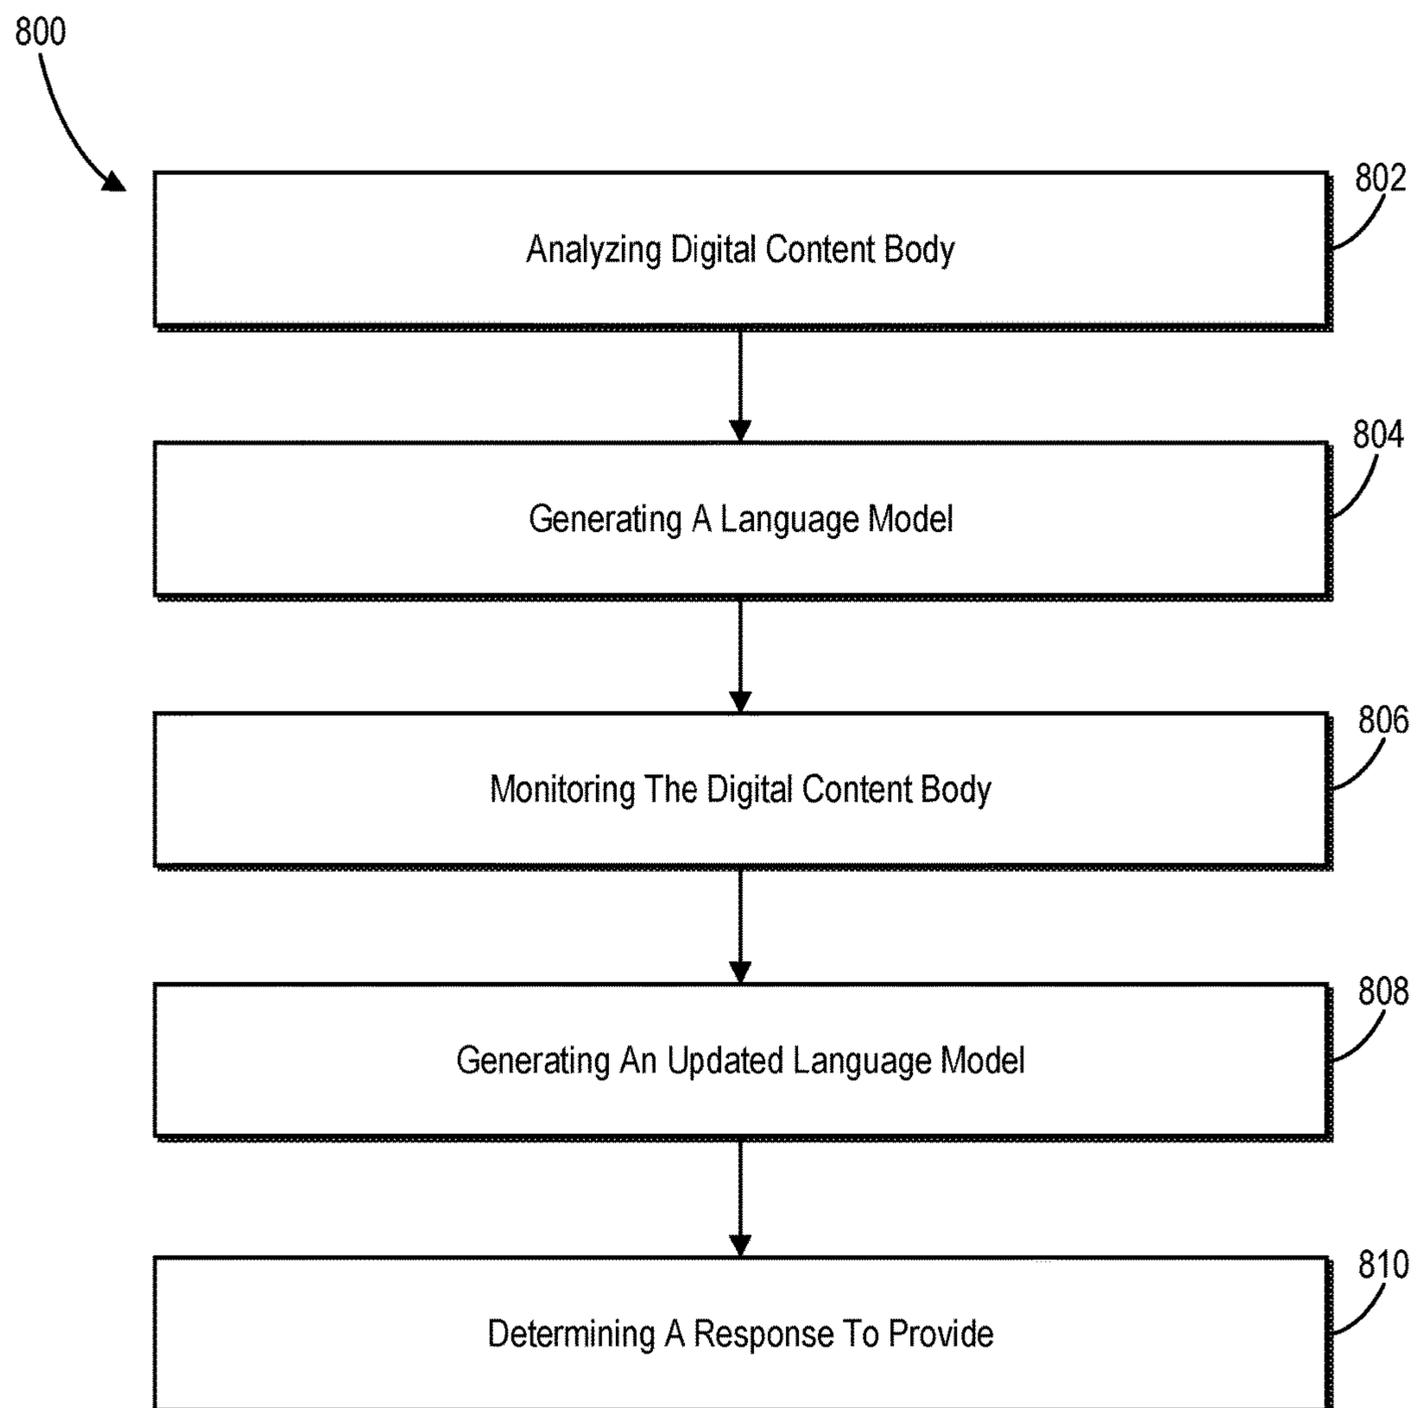 800
802
Analyzing Digital Content Body
804
Generating A Language Model
806
Monitoring The Digital Content Body
808
Generating An Updated Language Model
810
Determining A Response To Provide